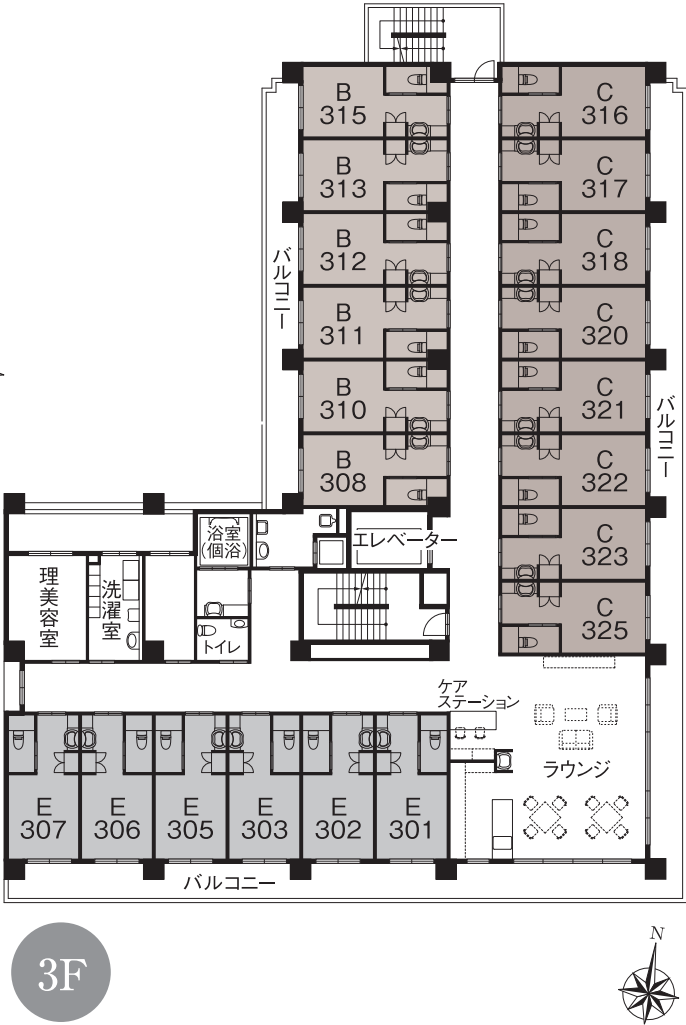 B
315
C
316
B
313
C
317
B
312
C
318
バルコニー
B
311
C
320
B
310
C
321
バルコニー
B
308
C
322
浴室
(個浴)
エレベーター
C
323
理美容室
洗濯室
トイレ
C
325
ケア
ステーション
ラウンジ
E
307
E
306
E
305
E
303
E
302
E
301
バルコニー
3F
N